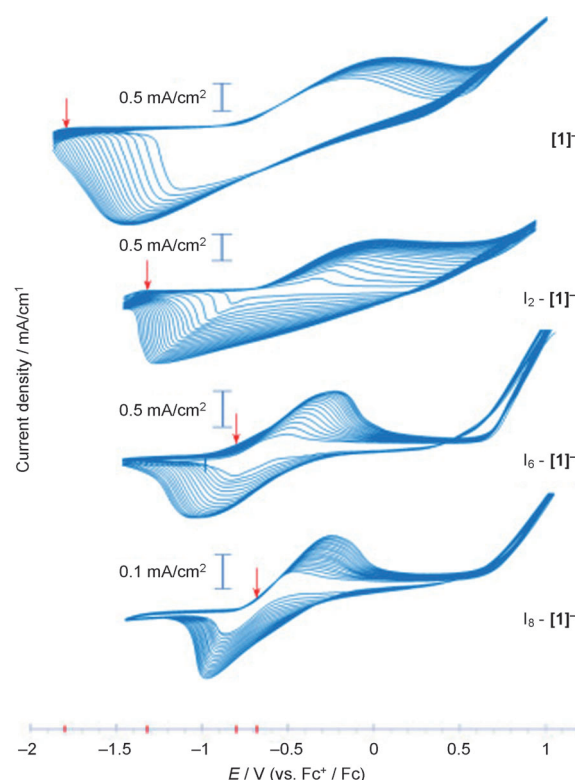 0.5 mA/cm²
[1]⁻
0.5 mA/cm²
I₂ - [1]⁻
Current density / mA/cm¹
0.5 mA/cm²
I₆ - [1]⁻
0.1 mA/cm²
I₈ - [1]⁻
–2 –1.5 –1 –0.5 0 0.5 1
E / V (vs. Fc⁺ / Fc)